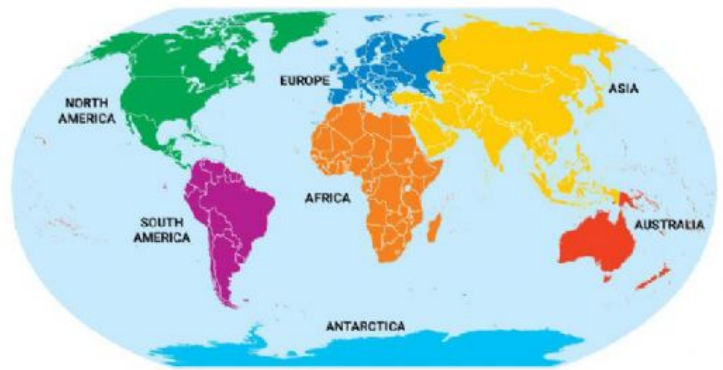 EUROPE
ASIA
NORTH
AMERICA
AFRICA
SOUTH
AMERICA
AUSTRALIA
ANTARCTICA